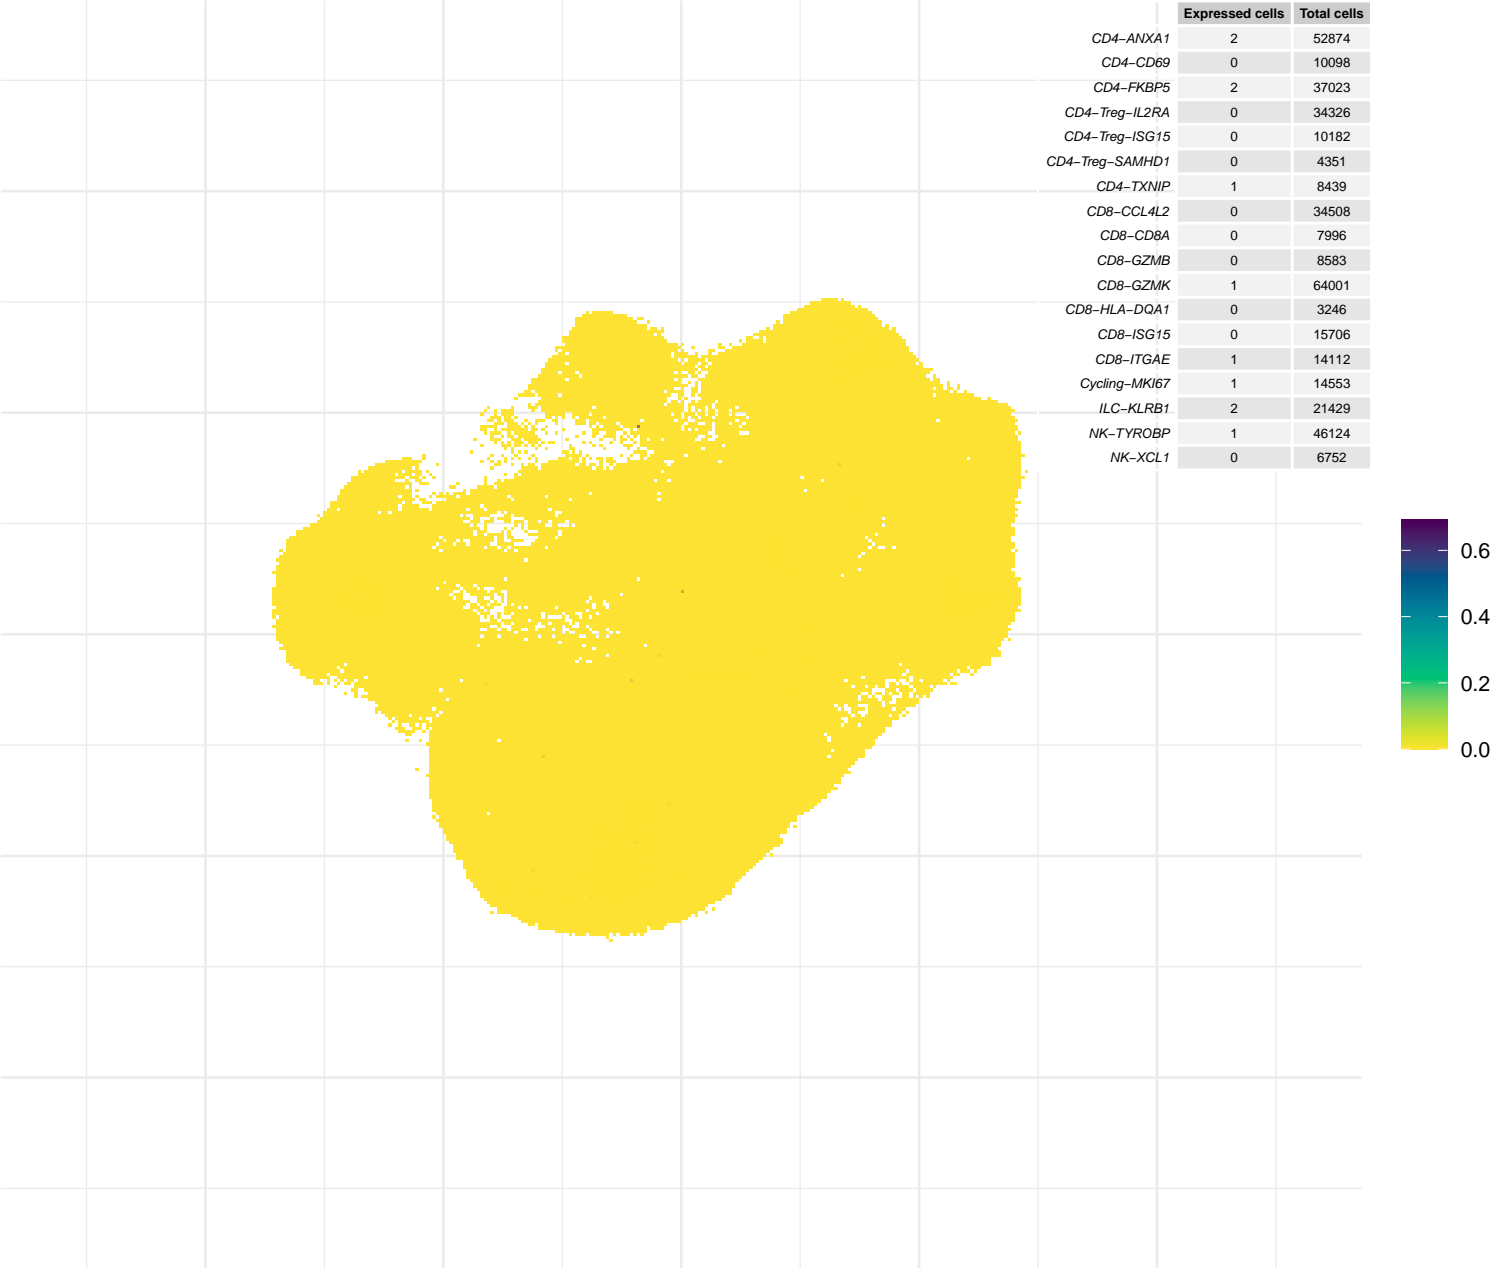 Expressed cells Total cells
CD4−ANXA1 2 52874
CD4−CD69 0 10098
CD4−FKBP5 2 37023
CD4−Treg−IL2RA 0 34326
CD4−Treg−ISG15 0 10182
CD4−Treg−SAMHD1 0 4351
CD4−TXNIP 1 8439
CD8−CCL4L2 0 34508
CD8−CD8A 0 7996
CD8−GZMB 0 8583
CD8−GZMK 1 64001
CD8−HLA−DQA1 0 3246
CD8−ISG15 0 15706
CD8−ITGAE 1 14112
Cycling−MKI67 1 14553
ILC−KLRB1 2 21429
NK−TYROBP 1 46124
NK−XCL1 0 6752
0.6
0.4
0.2
0.0